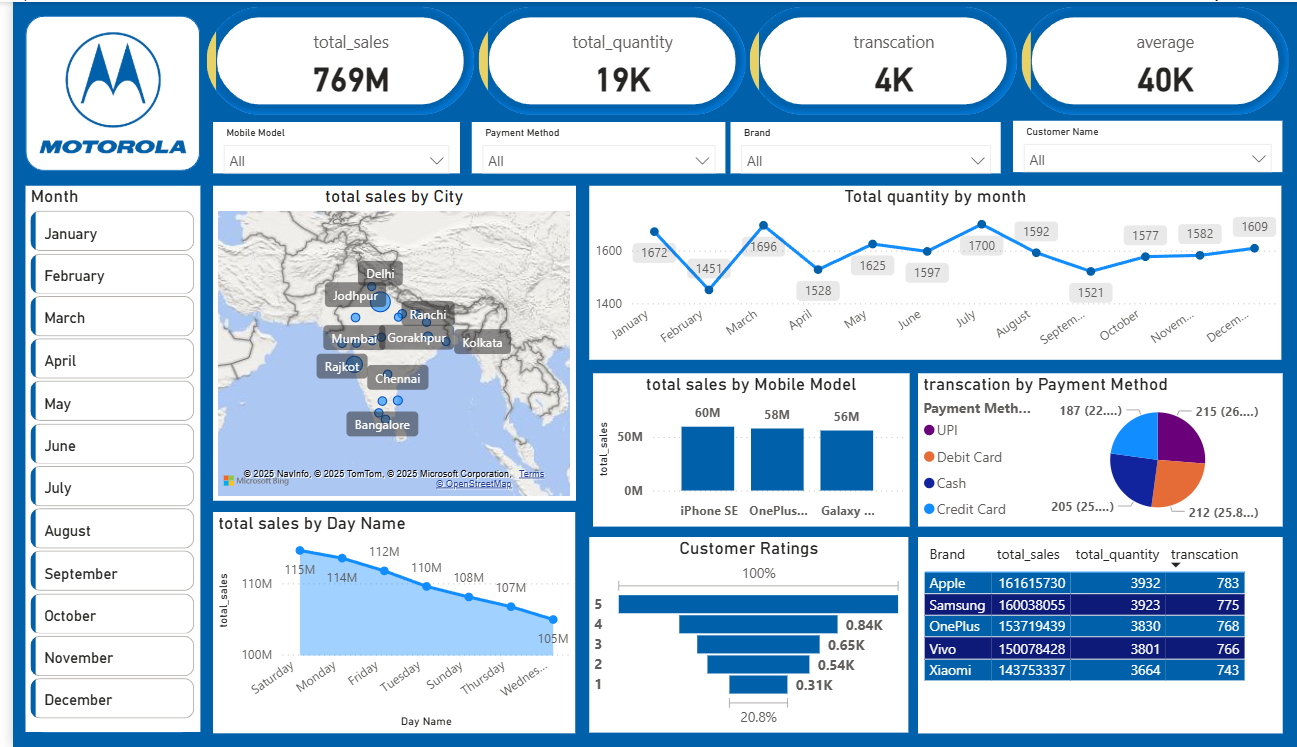 MOTOROLA
total_sales
769M
total_quantity
19K
transcation
4K
average
40K
Mobile Model
All
Payment Method
All
Brand
All
Customer Name
All
Month
January
February
March
April
May
June
July
August
September
October
November
December
total sales by City
Delhi
Jodhpur
Ranchi
Mumbai
Gorakhpur
Kolkata
Rajkot
Chennai
Bangalore
© 2025 NavInfo, © 2025 TomTom, © 2025 Microsoft Corporation, Terms
Microsoft Bing
© OpenStreetMap
Total quantity by month
1600
1400
1672
1451
1696
1528
1625
1597
1700
1592
1521
1577
1582
1609
January
February
March
April
May
June
July
August
Septem...
October
Novem...
Decem...
total sales by Mobile Model
total_sales
50M
0M
60M
58M
56M
iPhone SE
OnePlus...
Galaxy ...
transcation by Payment Method
Payment Meth...
UPI
Debit Card
Cash
Credit Card
187 (22....)
215 (26....)
205 (25....)
212 (25.8...)
total sales by Day Name
total_sales
110M
100M
115M
114M
112M
110M
108M
107M
105M
Saturday
Monday
Friday
Tuesday
Sunday
Thursday
Wednes...
Day Name
Customer Ratings
100%
5
4
0.84K
3
0.65K
2
0.54K
1
0.31K
20.8%
Brand total_sales total_quantity transcation
Apple 161615730 3932 783
Samsung 160038055 3923 775
OnePlus 153719439 3830 768
Vivo 150078428 3801 766
Xiaomi 143753337 3664 743